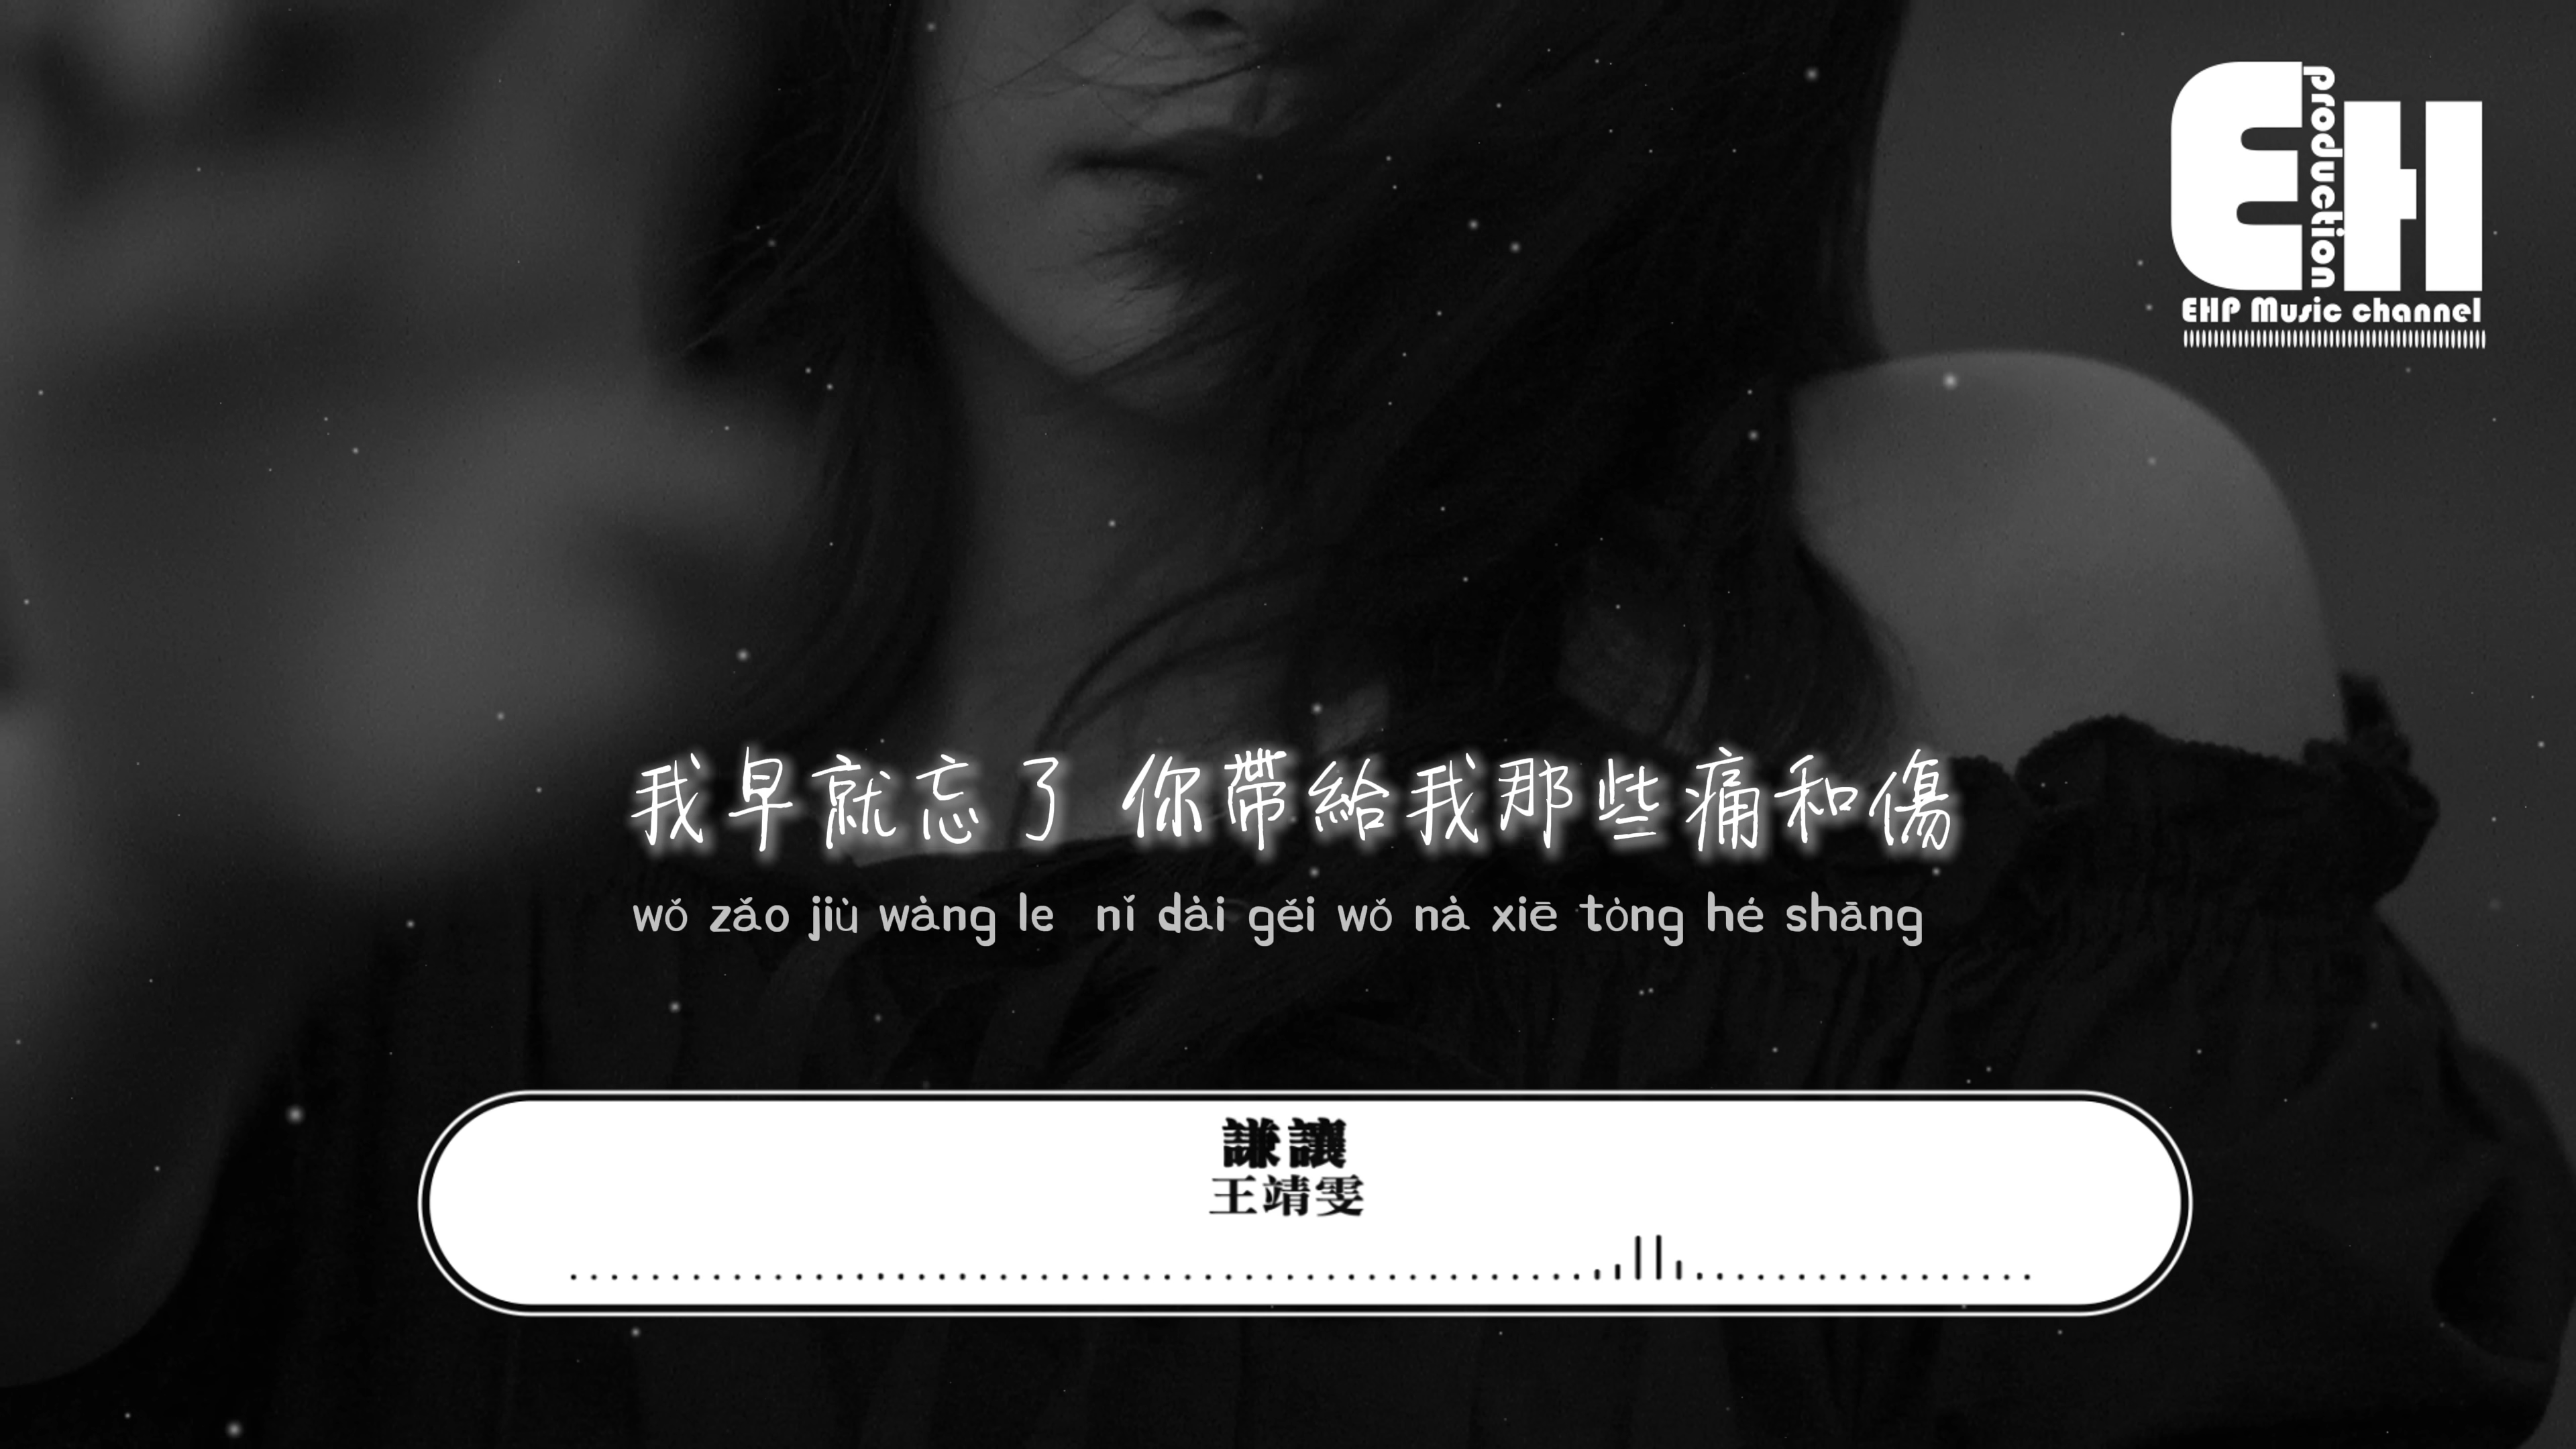 EH
production
EHP Music channel
我早就忘了 你帶給我那些痛和傷
wǒ zǎo jiù wàng le  nǐ dài gěi wǒ nà xiē tòng hé shāng
謙讓
王靖雯